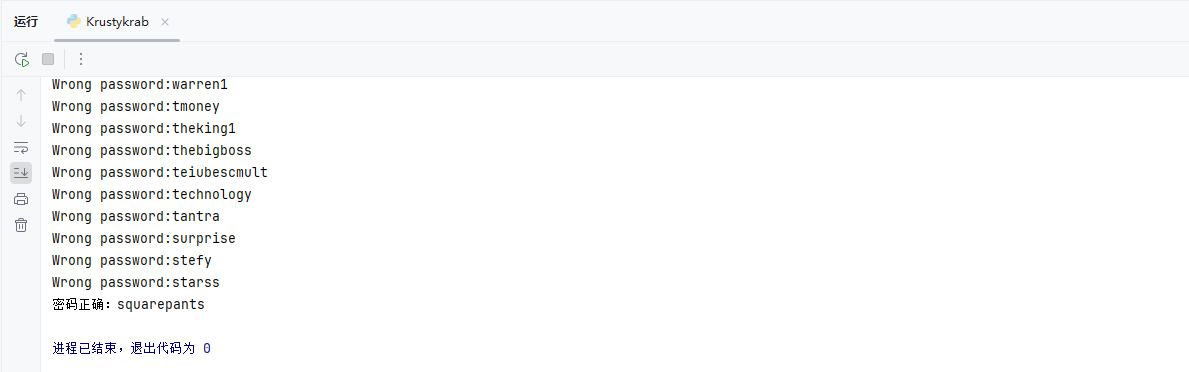 运行 Krustykrab
Wrong password:warren1
Wrong password:tmoney
Wrong password:theking1
Wrong password:thebigboss
Wrong password:teiubescmult
Wrong password:technology
Wrong password:tantra
Wrong password:surprise
Wrong password:stefy
Wrong password:starss
密码正确：squarepants
进程已结束，退出代码为 0